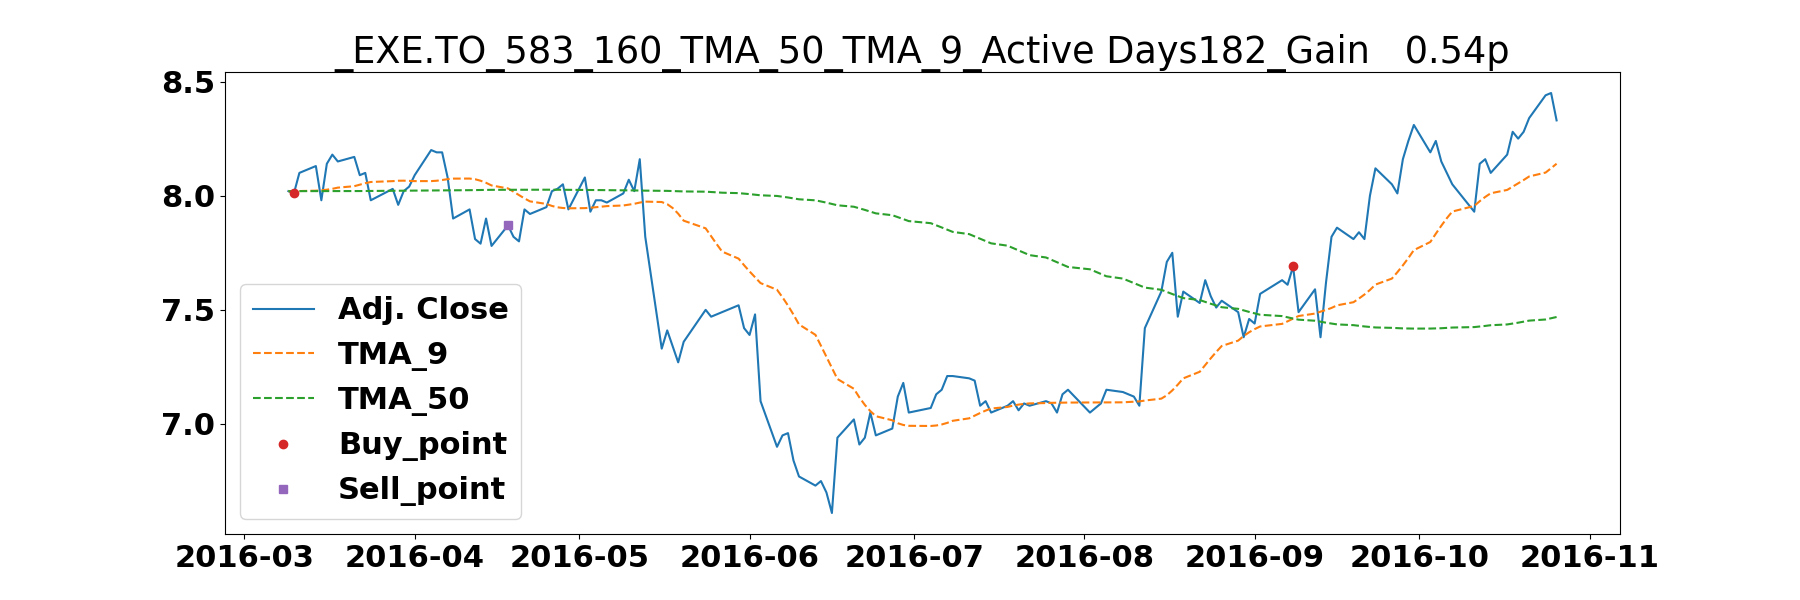 _EXE.TO_583_160_TMA_50_TMA_9_Active Days182_Gain   0.54p
8.5
8.0
7.5
7.0
Adj. Close
TMA_9
TMA_50
Buy_point
Sell_point
2016-03 2016-04 2016-05 2016-06 2016-07 2016-08 2016-09 2016-10 2016-11